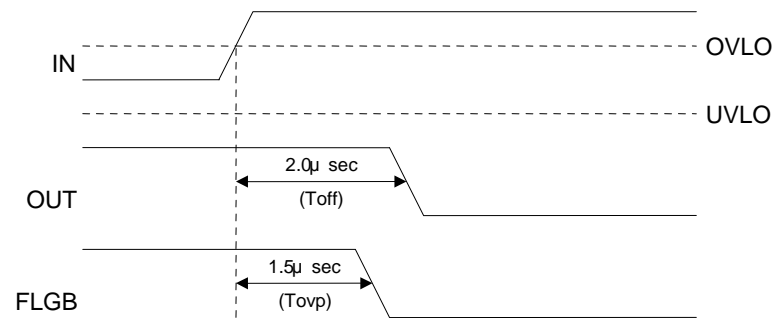 OVLO
IN
UVLO
2.0μ sec
(Toff)
OUT
1.5μ sec
(Tovp)
FLGB